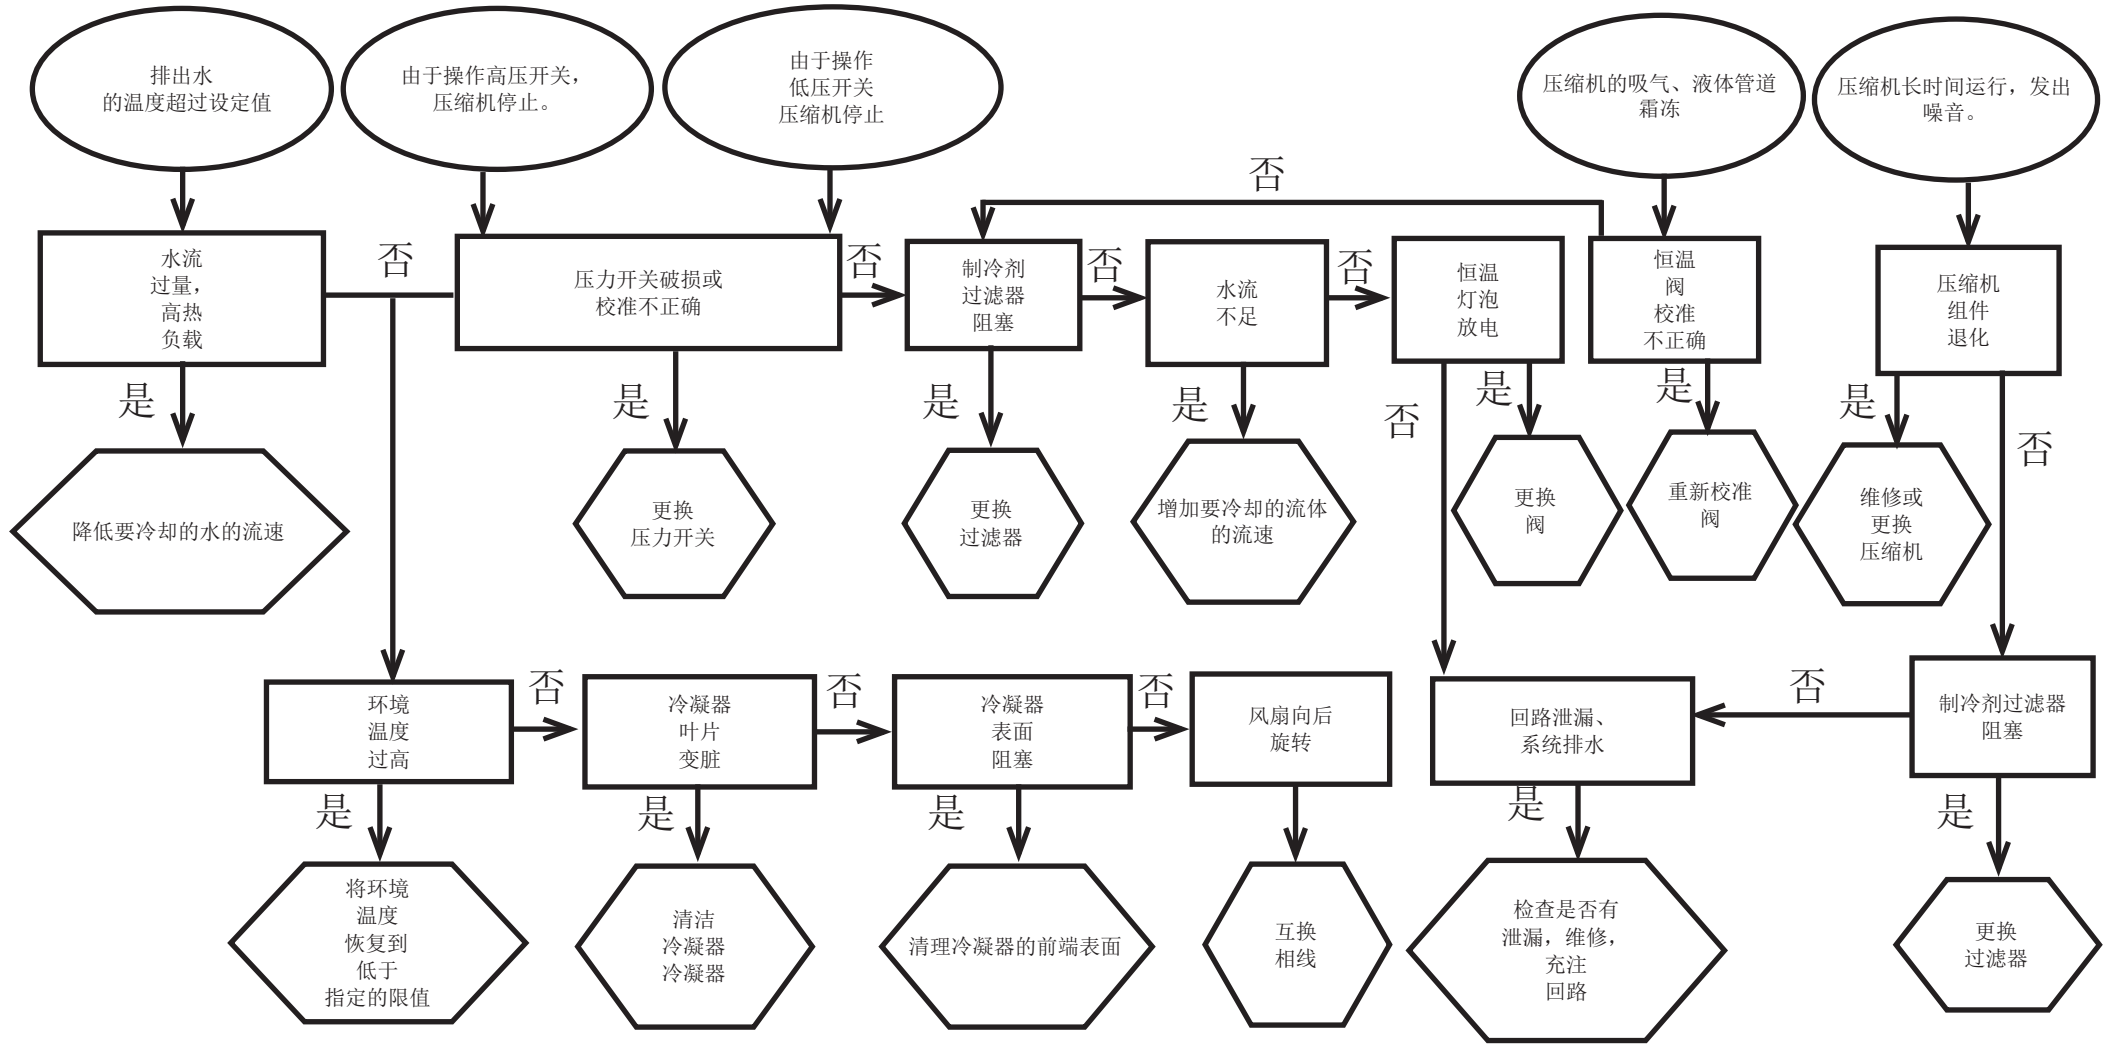 排出水
的温度超过设定值
由于操作高压开关，
压缩机停止。
由于操作
低压开关
压缩机停止
压缩机的吸气、液体管道
霜冻
压缩机长时间运行，发出
噪音。
否
水流
过量，
高热
负载
否
压力开关破损或
校准不正确
否
制冷剂
过滤器
阻塞
否
水流
不足
否
恒温
灯泡
放电
恒温
阀
校准
不正确
压缩机
组件
退化
是
是
是
是
否
是
是
是
否
降低要冷却的水的流速
更换
压力开关
更换
过滤器
增加要冷却的流体
的流速
更换
阀
重新校准
阀
维修或
更换
压缩机
环境
温度
过高
否
冷凝器
叶片
变脏
否
冷凝器
表面
阻塞
否
风扇向后
旋转
回路泄漏、
系统排水
否
制冷剂过滤器
阻塞
是
是
是
是
是
将环境
温度
恢复到
低于
指定的限值
清洁
冷凝器
冷凝器
清理冷凝器的前端表面
互换
相线
检查是否有
泄漏，维修，
充注
回路
更换
过滤器